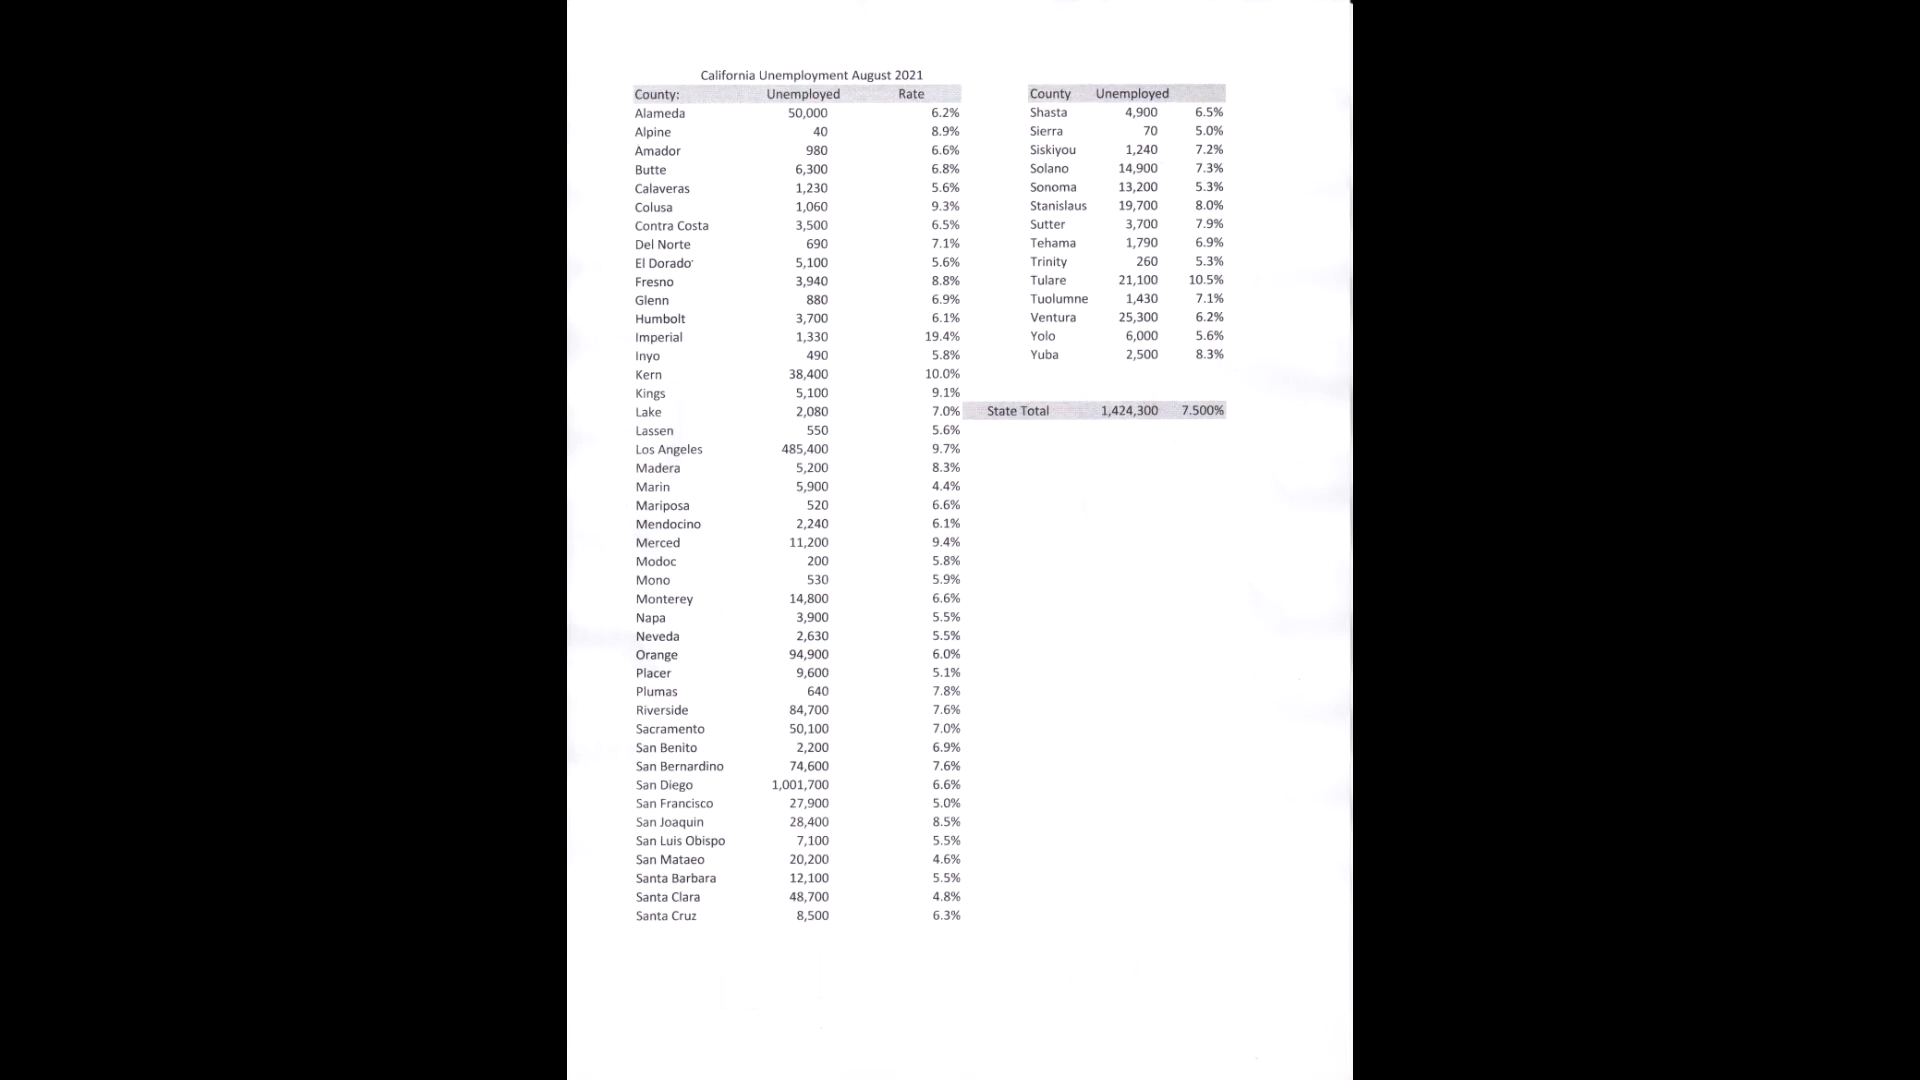 California Unemployment August 2021
County: Unemployed Rate
Alameda 50,000 6.2%
Alpine 40 8.9%
Amador 980 6.6%
Butte 6,300 6.8%
Calaveras 1,230 5.6%
Colusa 1,060 9.3%
Contra Costa 3,500 6.5%
Del Norte 690 7.1%
El Dorado 5,100 5.6%
Fresno 3,940 8.8%
Glenn 880 6.9%
Humbolt 3,700 6.1%
Imperial 1,330 19.4%
Inyo 490 5.8%
Kern 38,400 10.0%
Kings 5,100 9.1%
Lake 2,080 7.0%
Lassen 550 5.6%
Los Angeles 485,400 9.7%
Madera 5,200 8.3%
Marin 5,900 4.4%
Mariposa 520 6.6%
Mendocino 2,240 6.1%
Merced 11,200 9.4%
Modoc 200 5.8%
Mono 530 5.9%
Monterey 14,800 6.6%
Napa 3,900 5.5%
Neveda 2,630 5.5%
Orange 94,900 6.0%
Placer 9,600 5.1%
Plumas 640 7.8%
Riverside 84,700 7.6%
Sacramento 50,100 7.0%
San Benito 2,200 6.9%
San Bernardino 74,600 7.6%
San Diego 1,001,700 6.6%
San Francisco 27,900 5.0%
San Joaquin 28,400 8.5%
San Luis Obispo 7,100 5.5%
San Mataeo 20,200 4.6%
Santa Barbara 12,100 5.5%
Santa Clara 48,700 4.8%
Santa Cruz 8,500 6.3%
County Unemployed
Shasta 4,900 6.5%
Sierra 70 5.0%
Siskiyou 1,240 7.2%
Solano 14,900 7.3%
Sonoma 13,200 5.3%
Stanislaus 19,700 8.0%
Sutter 3,700 7.9%
Tehama 1,790 6.9%
Trinity 260 5.3%
Tulare 21,100 10.5%
Tuolumne 1,430 7.1%
Ventura 25,300 6.2%
Yolo 6,000 5.6%
Yuba 2,500 8.3%
State Total 1,424,300 7.500%